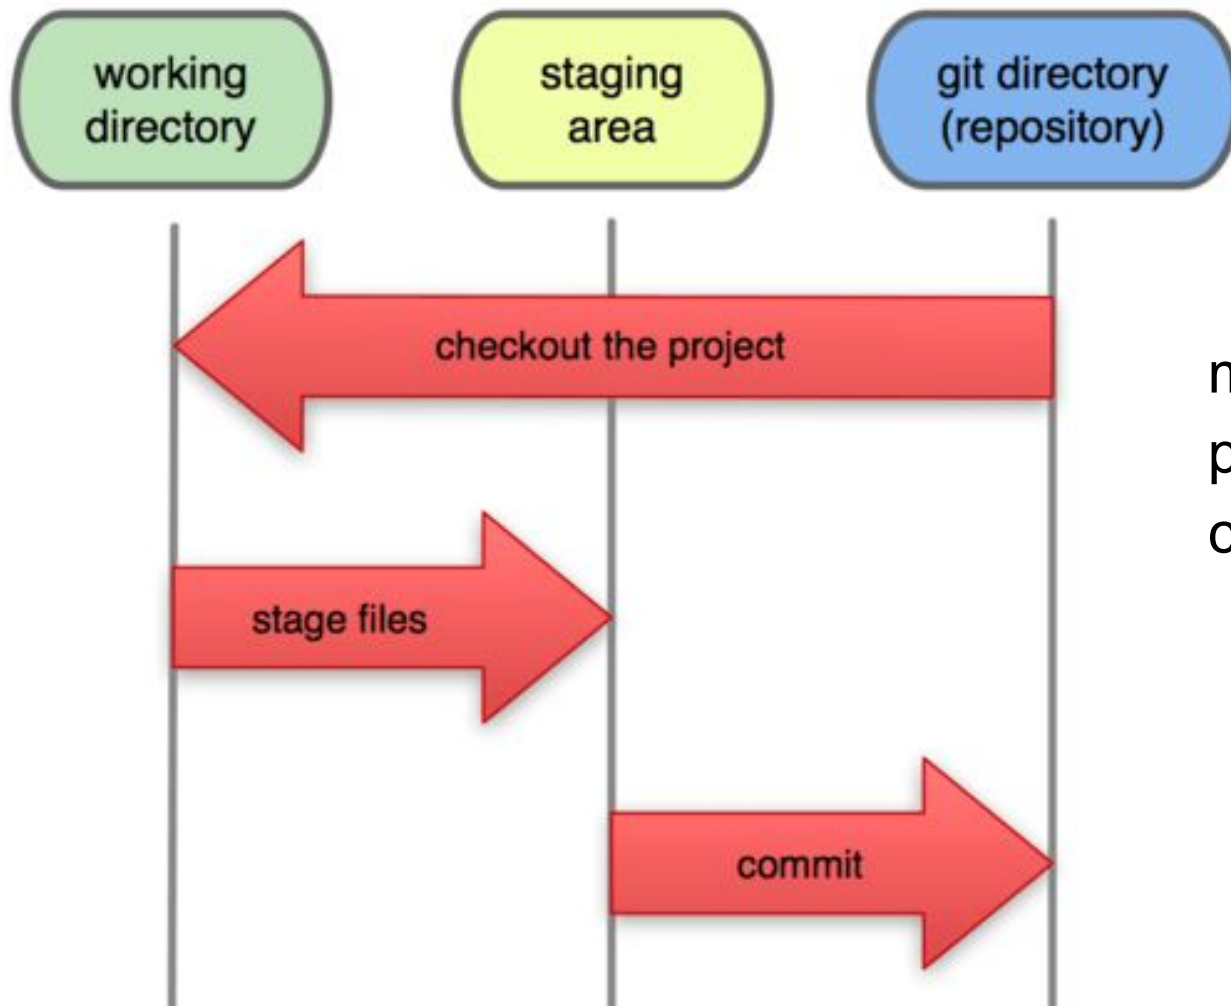 working
directory
staging
area
git directory
(repository)
checkout the project
stage files
commit